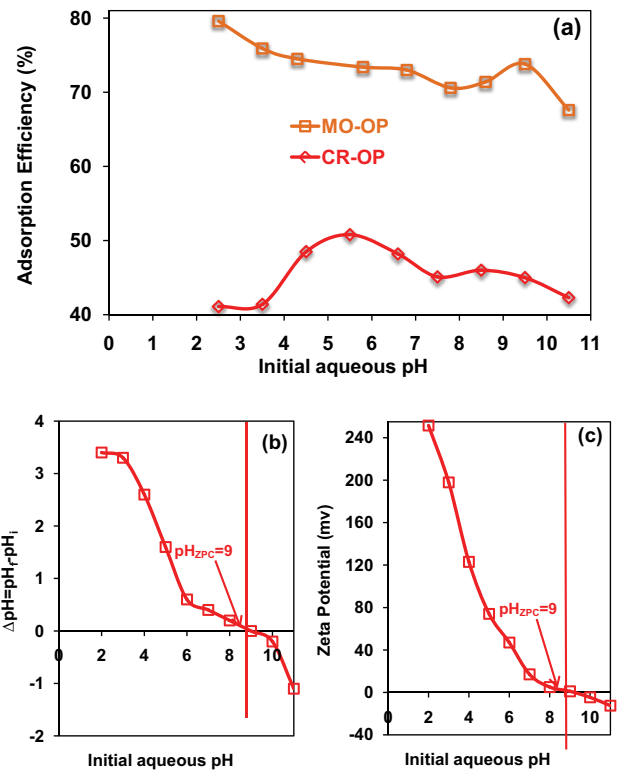 (a)
80
70
60
50
40
Adsorption Efficiency (%)
MO-OP
CR-OP
0 1 2 3 4 5 6 7 8 9 10 11
Initial aqueous pH
(b)
4
3
2
1
0
-1
-2
ΔpH=pHf-pHi
pHZPC=9
0 2 4 6 8 10
Initial aqueous pH
(c)
240
200
160
120
80
40
0
-40
Zeta Potential (mv)
pHZPC=9
0 2 4 6 8 10
Initial aqueous pH